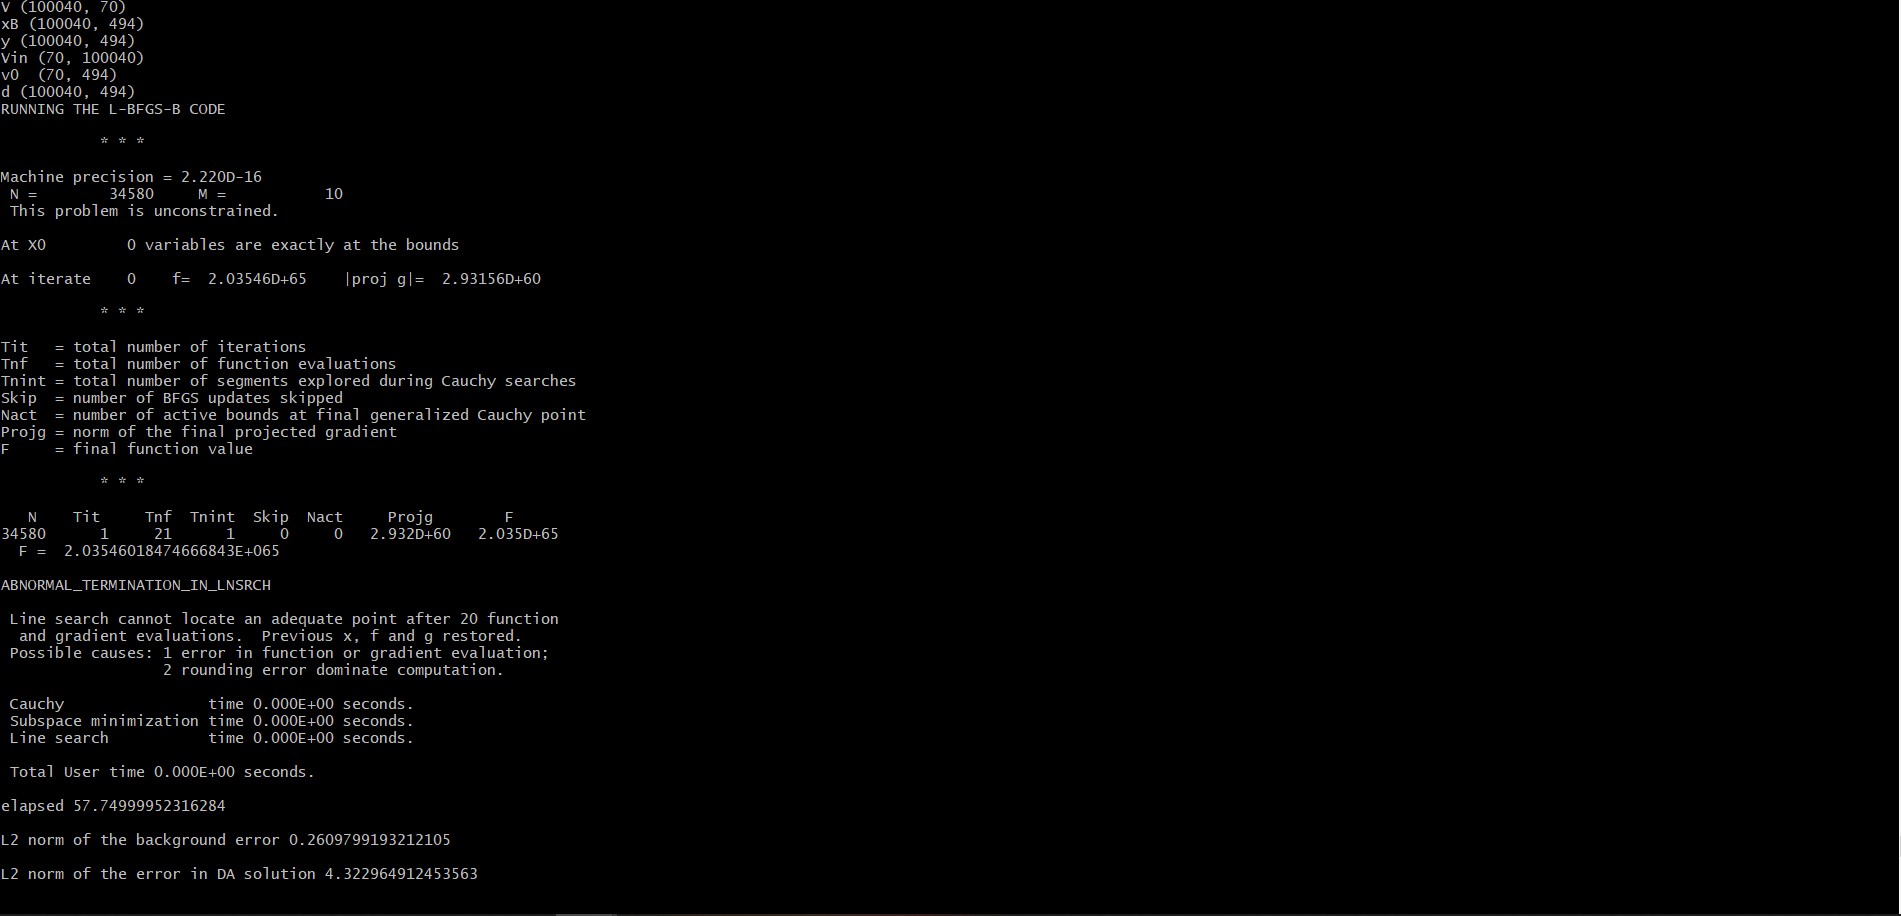 V (100040, 70)
xB (100040, 494)
y (100040, 494)
Vin (70, 100040)
v0  (70, 494)
d (100040, 494)
RUNNING THE L-BFGS-B CODE
* * *
Machine precision = 2.220D-16
N =        34580     M =           10
This problem is unconstrained.
At X0         0 variables are exactly at the bounds
At iterate    0    f=  2.03546D+65    |proj g|=  2.93156D+60
* * *
Tit   = total number of iterations
Tnf   = total number of function evaluations
Tnint = total number of segments explored during Cauchy searches
Skip  = number of BFGS updates skipped
Nact  = number of active bounds at final generalized Cauchy point
Projg = norm of the final projected gradient
F     = final function value
* * *
N    Tit     Tnf  Tnint  Skip  Nact     Projg        F
34580      1     21      1     0     0   2.932D+60   2.035D+65
F =  2.03546018474666843E+065
ABNORMAL_TERMINATION_IN_LNSRCH
Line search cannot locate an adequate point after 20 function
and gradient evaluations.  Previous x, f and g restored.
Possible causes: 1 error in function or gradient evaluation;
2 rounding error dominate computation.
Cauchy                time 0.000E+00 seconds.
Subspace minimization time 0.000E+00 seconds.
Line search           time 0.000E+00 seconds.
Total User time 0.000E+00 seconds.
elapsed 57.74999952316284
L2 norm of the background error 0.2609799193212105
L2 norm of the error in DA solution 4.322964912453563